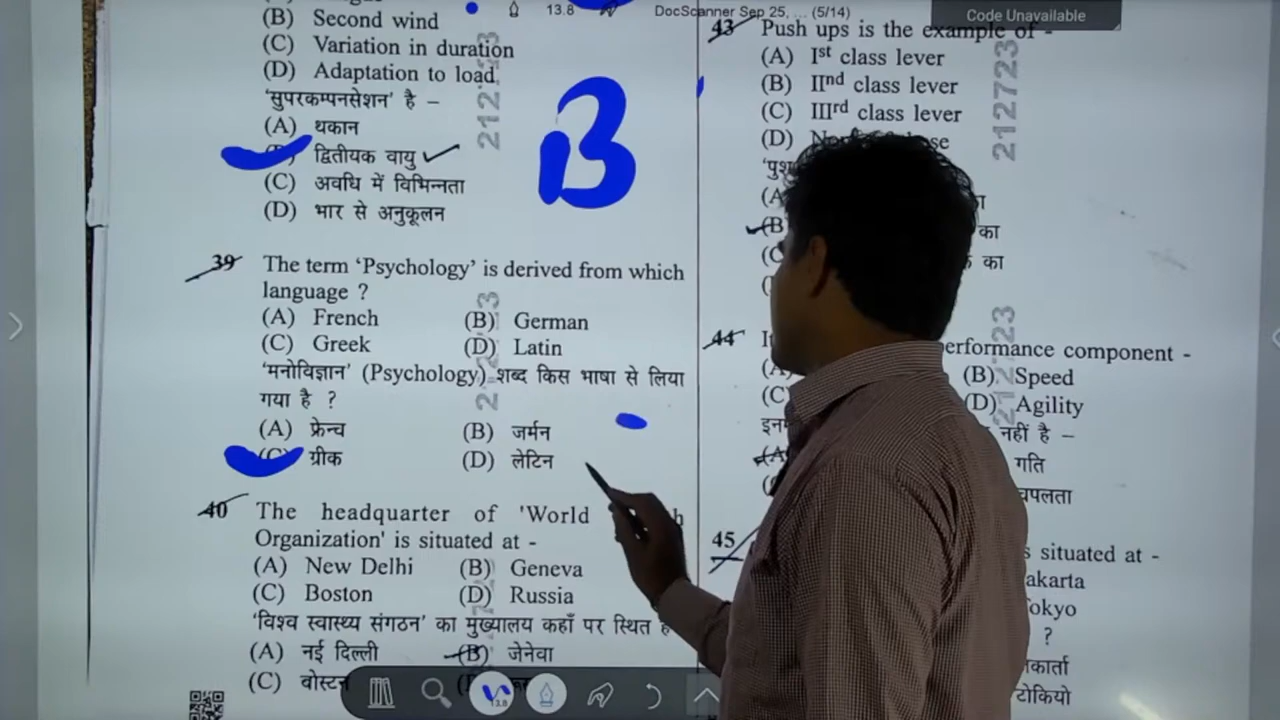 13.8
DocScanner Sep 25, ... (5/14)
Code Unavailable
(B) Second wind
(C) Variation in duration
(D) Adaptation to load
'सुपरकम्पनसेशन' है –
(A) थकान
द्वितीयक वायु
(C) अवधि में विभिन्नता
(D) भार से अनुकूलन
B
39 The term 'Psychology' is derived from which
language ?
(A) French (B) German
(C) Greek (D) Latin
'मनोविज्ञान' (Psychology) शब्द किस भाषा से लिया
गया है ?
(A) फ्रेन्च (B) जर्मन
(C) ग्रीक (D) लेटिन
40 The headquarter of 'World
Organization' is situated at -
(A) New Delhi (B) Geneva
(C) Boston (D) Russia
'विश्व स्वास्थ्य संगठन' का मुख्यालय कहाँ पर स्थित
(A) नई दिल्ली (B) जेनेवा
(C) बोस्टन
13.8
43 Push ups is the example of -
(A) Ist class lever
(B) IInd class lever
(C) IIIrd class lever
(D)
(B) का
का
212723
44 erformance component -
(B) Speed
(D) Agility
नहीं है –
गति
45 situated at -
akarta
okyo
?
टोकियो